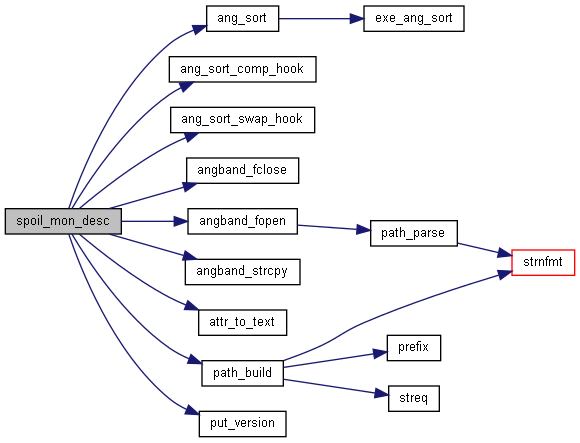 ang_sort
exe_ang_sort
ang_sort_comp_hook
ang_sort_swap_hook
angband_fclose
spoil_mon_desc
angband_fopen
path_parse
strnfmt
angband_strcpy
attr_to_text
prefix
path_build
streq
put_version